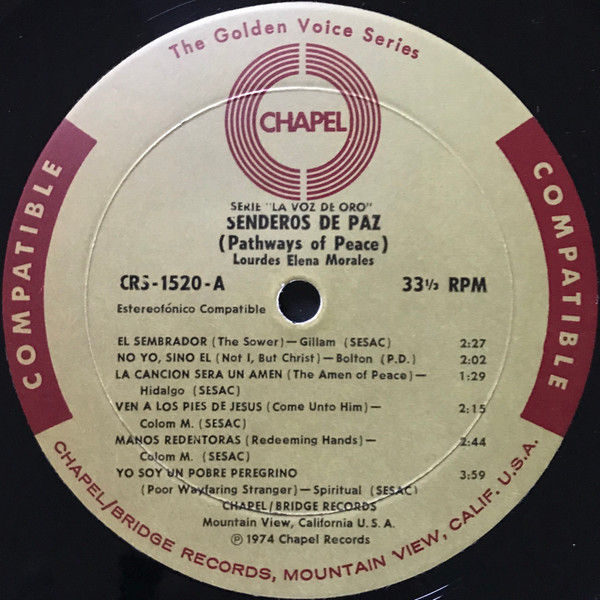 The Golden Voice Series
CHAPEL
SERIE "LA VOZ DE ORO"
SENDEROS DE PAZ
(Pathways of Peace)
Lourdes Elena Morales
CRS-1520-A 33 1/3 RPM
Estereofónico Compatible
COMPATIBLE
COMPATIBLE
EL SEMBRADOR (The Sower)—Gillam (SESAC) 2:27
NO YO, SINO EL (Not I, But Christ)—Bolton (P.D.) 2:02
LA CANCION SERA UN AMEN (The Amen of Peace)— 1:29
Hidalgo (SESAC)
VEN A LOS PIES DE JESUS (Come Unto Him)— 2:15
Colom M. (SESAC)
MANOS REDENTORAS (Redeeming Hands)— 2:44
Colom M. (SESAC)
YO SOY UN POBRE PEREGRINO 3:59
(Poor Wayfaring Stranger)—Spiritual (SESAC)
CHAPEL/BRIDGE RECORDS
Mountain View, California U.S.A.
Ⓟ 1974 Chapel Records
CHAPEL/BRIDGE RECORDS, MOUNTAIN VIEW, CALIF. U.S.A.